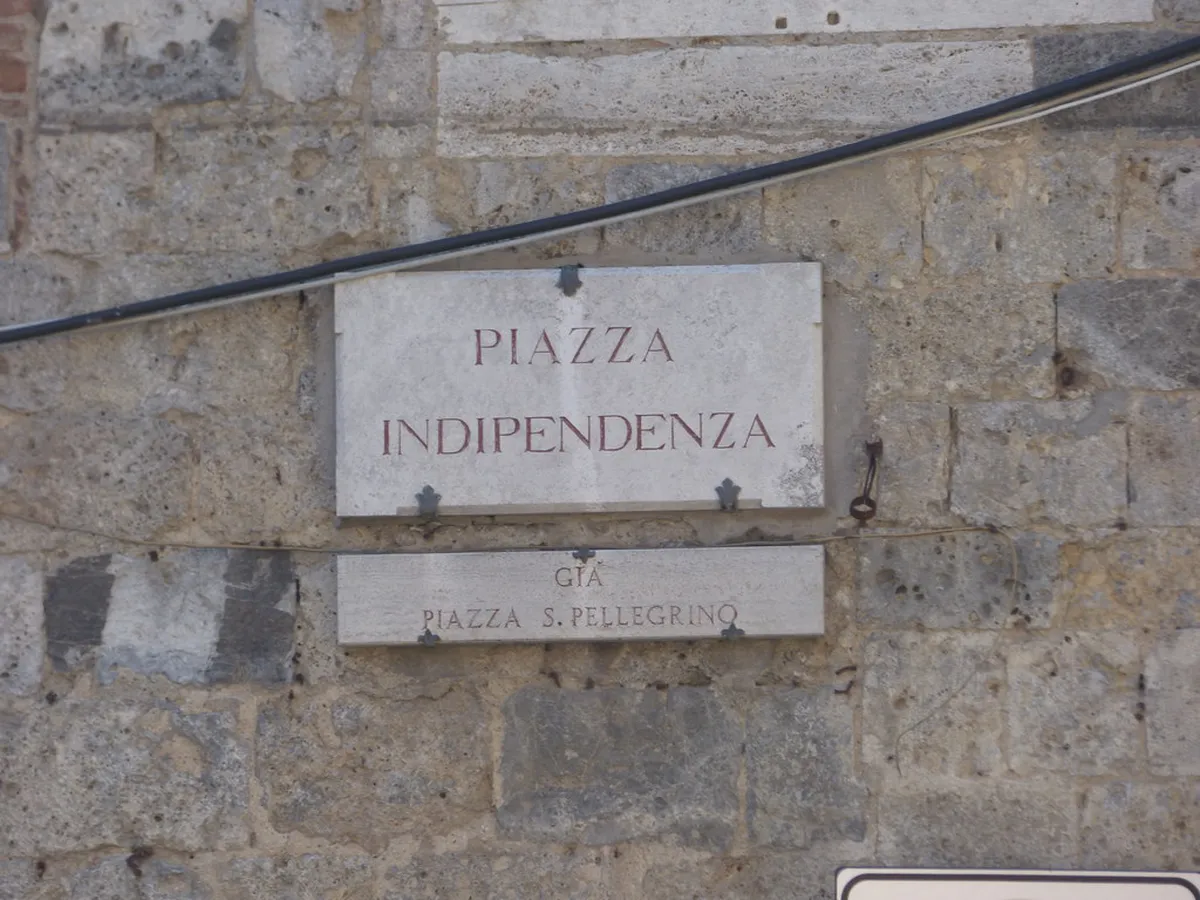 PIAZZA
INDIPENDENZA
GIÀ
PIAZZA S. PELLEGRINO